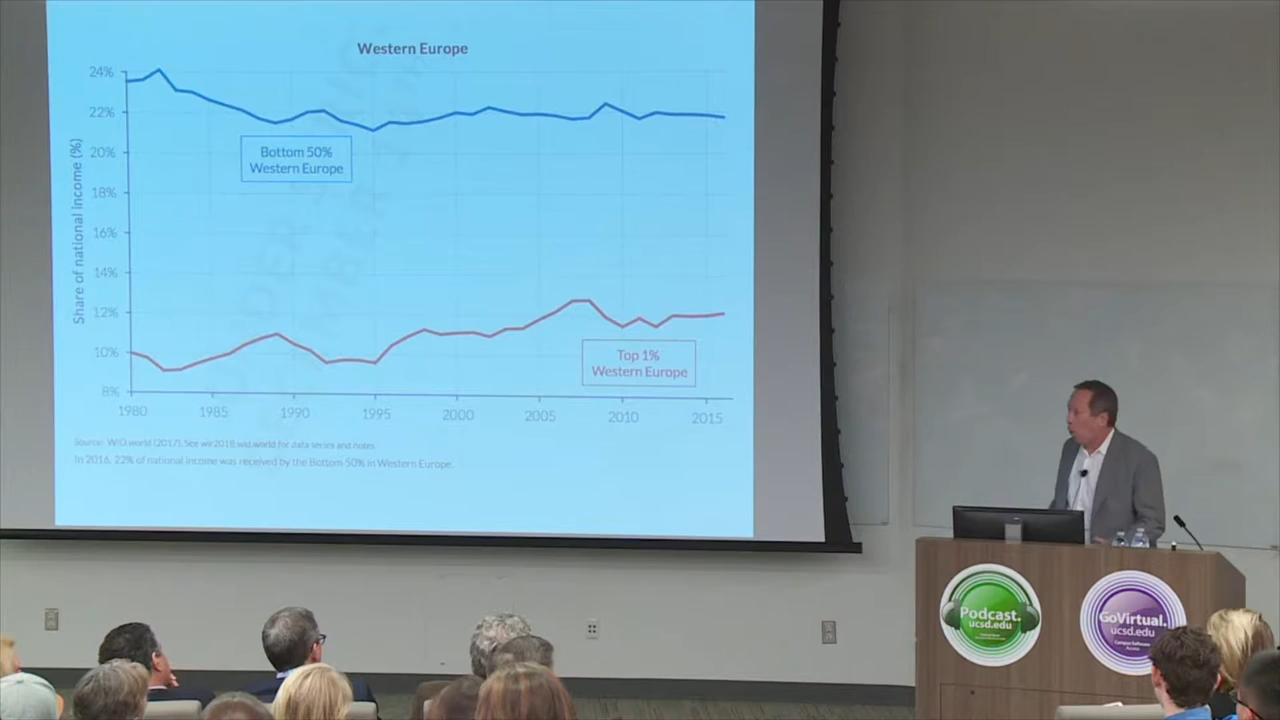 Western Europe
24%
22%
20%
18%
16%
14%
12%
10%
8%
Share of national income (%)
Bottom 50%
Western Europe
Top 1%
Western Europe
1980 1985 1990 1995 2000 2005 2010 2015
Source: WID.world (2017). See wir2018.wid.world for data series and notes.
In 2016, 22% of national income was received by the Bottom 50% in Western Europe.
Podcast.
ucsd.edu
GoVirtual.
ucsd.edu
Campus Software
Access